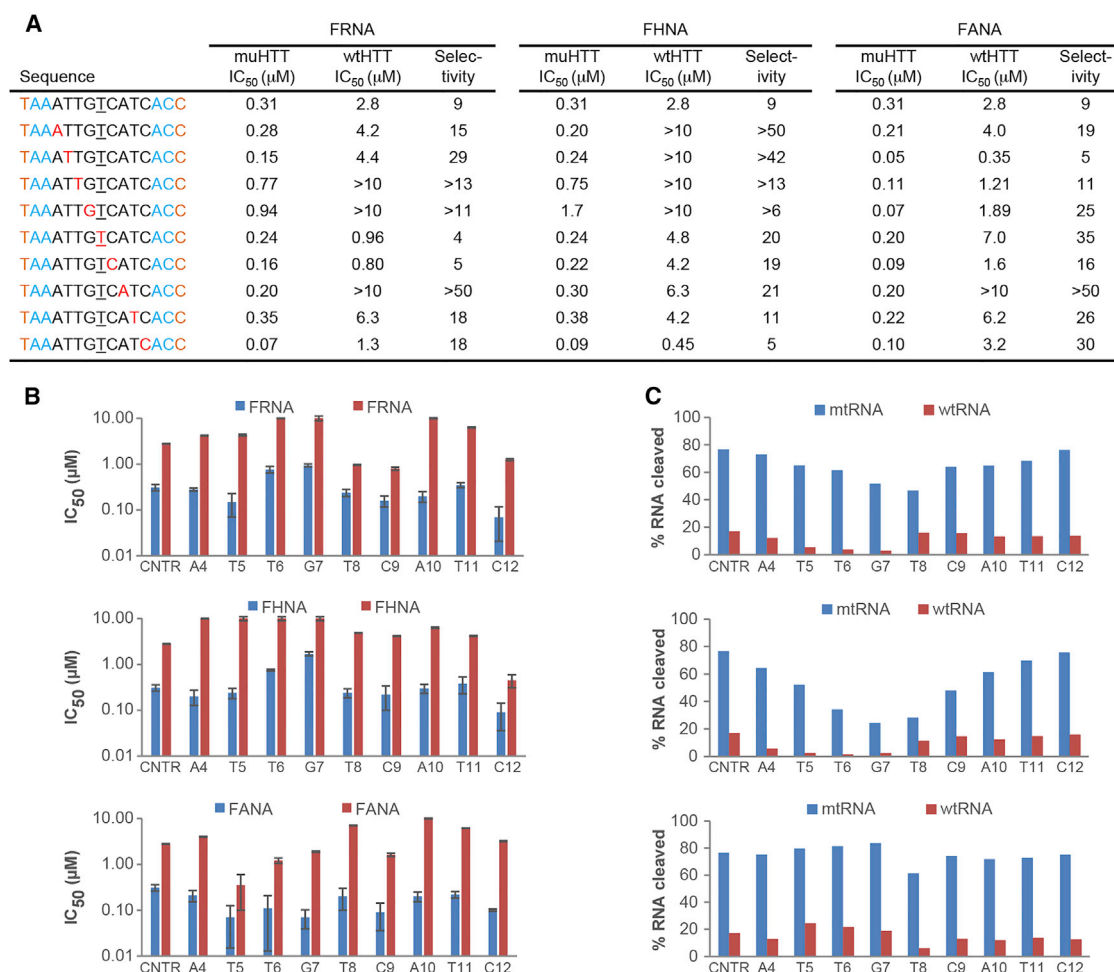 A
FRNA FHNA FANA
muHTT wtHTT Selec- muHTT wtHTT Selec- muHTT wtHTT Selec-
Sequence IC50 (μM) IC50 (μM) tivity IC50 (μM) IC50 (μM) tivity IC50 (μM) IC50 (μM) tivity
TAAATTGTCATCACC 0.31 2.8 9 0.31 2.8 9 0.31 2.8 9
TAAATTGTCATCACC 0.28 4.2 15 0.20 >10 >50 0.21 4.0 19
TAAATTGTCATCACC 0.15 4.4 29 0.24 >10 >42 0.05 0.35 5
TAAATTGTCATCACC 0.77 >10 >13 0.75 >10 >13 0.11 1.21 11
TAAATTGTCATCACC 0.94 >10 >11 1.7 >10 >6 0.07 1.89 25
TAAATTGTCATCACC 0.24 0.96 4 0.24 4.8 20 0.20 7.0 35
TAAATTGTCATCACC 0.16 0.80 5 0.22 4.2 19 0.09 1.6 16
TAAATTGTCATCACC 0.20 >10 >50 0.30 6.3 21 0.20 >10 >50
TAAATTGTCATCACC 0.35 6.3 18 0.38 4.2 11 0.22 6.2 26
TAAATTGTCATCACC 0.07 1.3 18 0.09 0.45 5 0.10 3.2 30
B
FRNA FRNA
IC50 (μM)
10.00
1.00
0.10
0.01
CNTR A4 T5 T6 G7 T8 C9 A10 T11 C12
FHNA FHNA
IC50 (μM)
10.00
1.00
0.10
0.01
CNTR A4 T5 T6 G7 T8 C9 A10 T11 C12
FANA FANA
IC50 (μM)
10.00
1.00
0.10
0.01
CNTR A4 T5 T6 G7 T8 C9 A10 T11 C12
C
mtRNA wtRNA
% RNA cleaved
100
80
60
40
20
0
CNTR A4 T5 T6 G7 T8 C9 A10 T11 C12
mtRNA wtRNA
% RNA cleaved
100
80
60
40
20
0
CNTR A4 T5 T6 G7 T8 C9 A10 T11 C12
mtRNA wtRNA
% RNA cleaved
100
80
60
40
20
0
CNTR A4 T5 T6 G7 T8 C9 A10 T11 C12